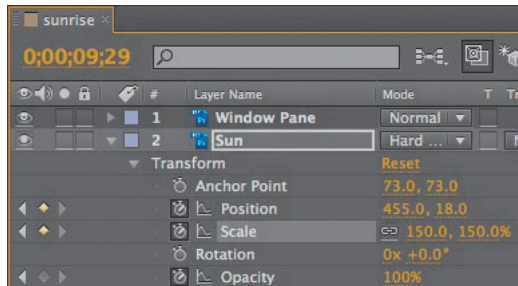 sunrise
0;00;09;29
# Layer Name Mode T
1 Window Pane Normal
2 Sun Hard ...
Transform Reset
Anchor Point 73.0, 73.0
Position 455.0, 18.0
Scale 150.0, 150.0%
Rotation 0x +0.0°
Opacity 100%